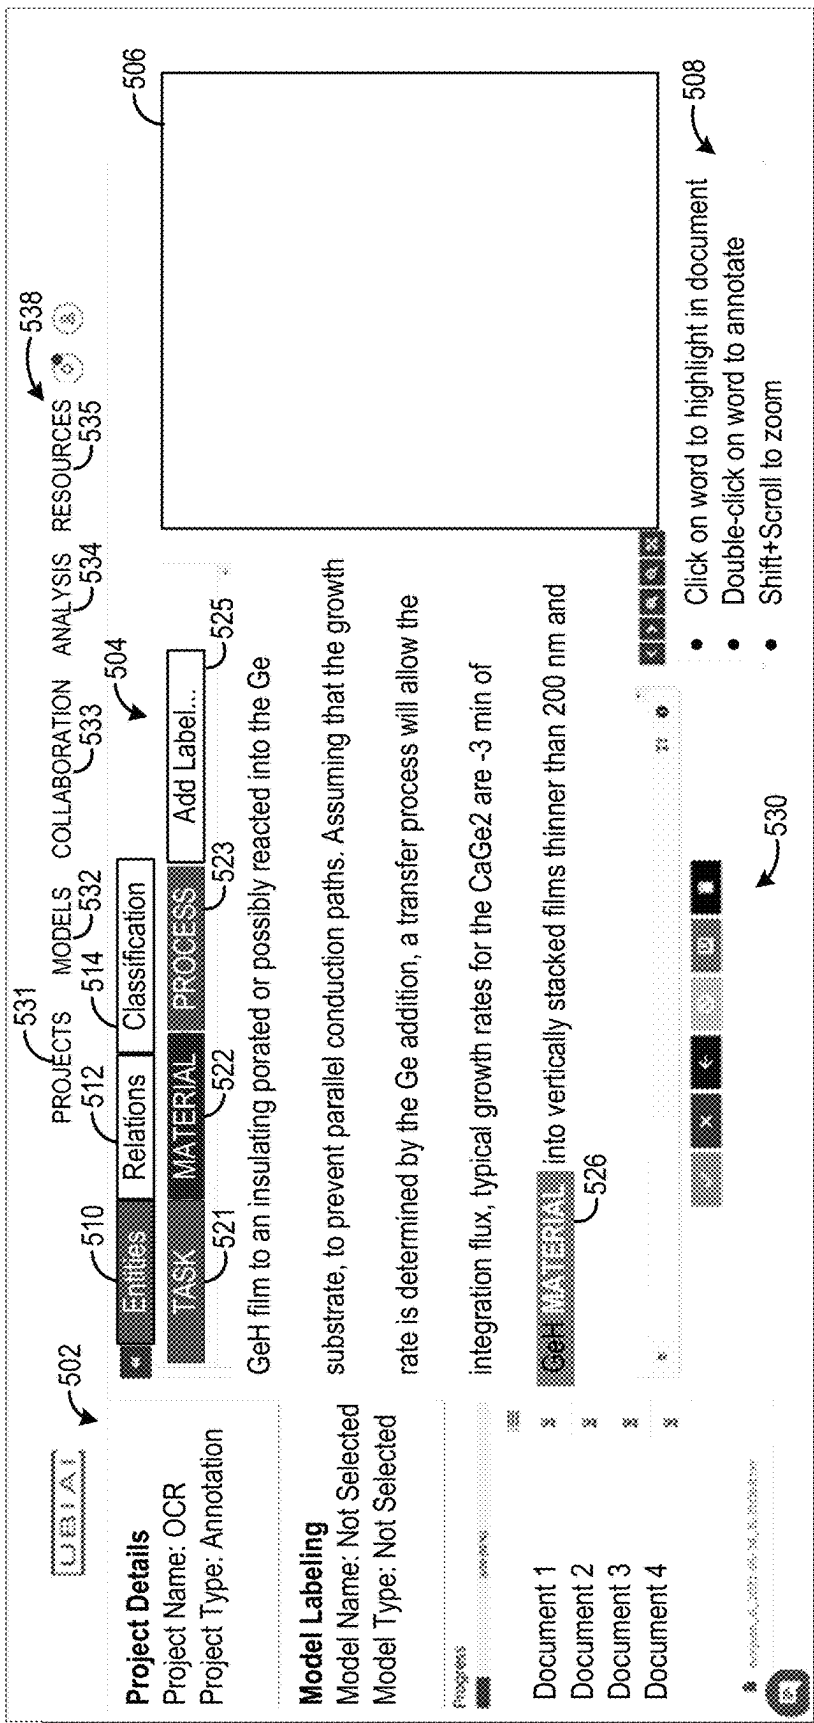 UBIAI
502
531
PROJECTS
MODELS
532
COLLABORATION
533
ANALYSIS
534
RESOURCES
535
538
Project Details
Project Name: OCR
Project Type: Annotation
Model Labeling
Model Name: Not Selected
Model Type: Not Selected
Progress
Document 1
Document 2
Document 3
Document 4
510
512
514
504
Entities
Relations
Classification
TASK
MATERIAL
PROCESS
Add Label...
521
522
523
525
GeH film to an insulating porated or possibly reacted into the Ge
substrate, to prevent parallel conduction paths. Assuming that the growth
rate is determined by the Ge addition, a transfer process will allow the
integration flux, typical growth rates for the CaGe2 are -3 min of
GeH MATERIAL into vertically stacked films thinner than 200 nm and
526
530
506
508
• Click on word to highlight in document
• Double-click on word to annotate
• Shift+Scroll to zoom